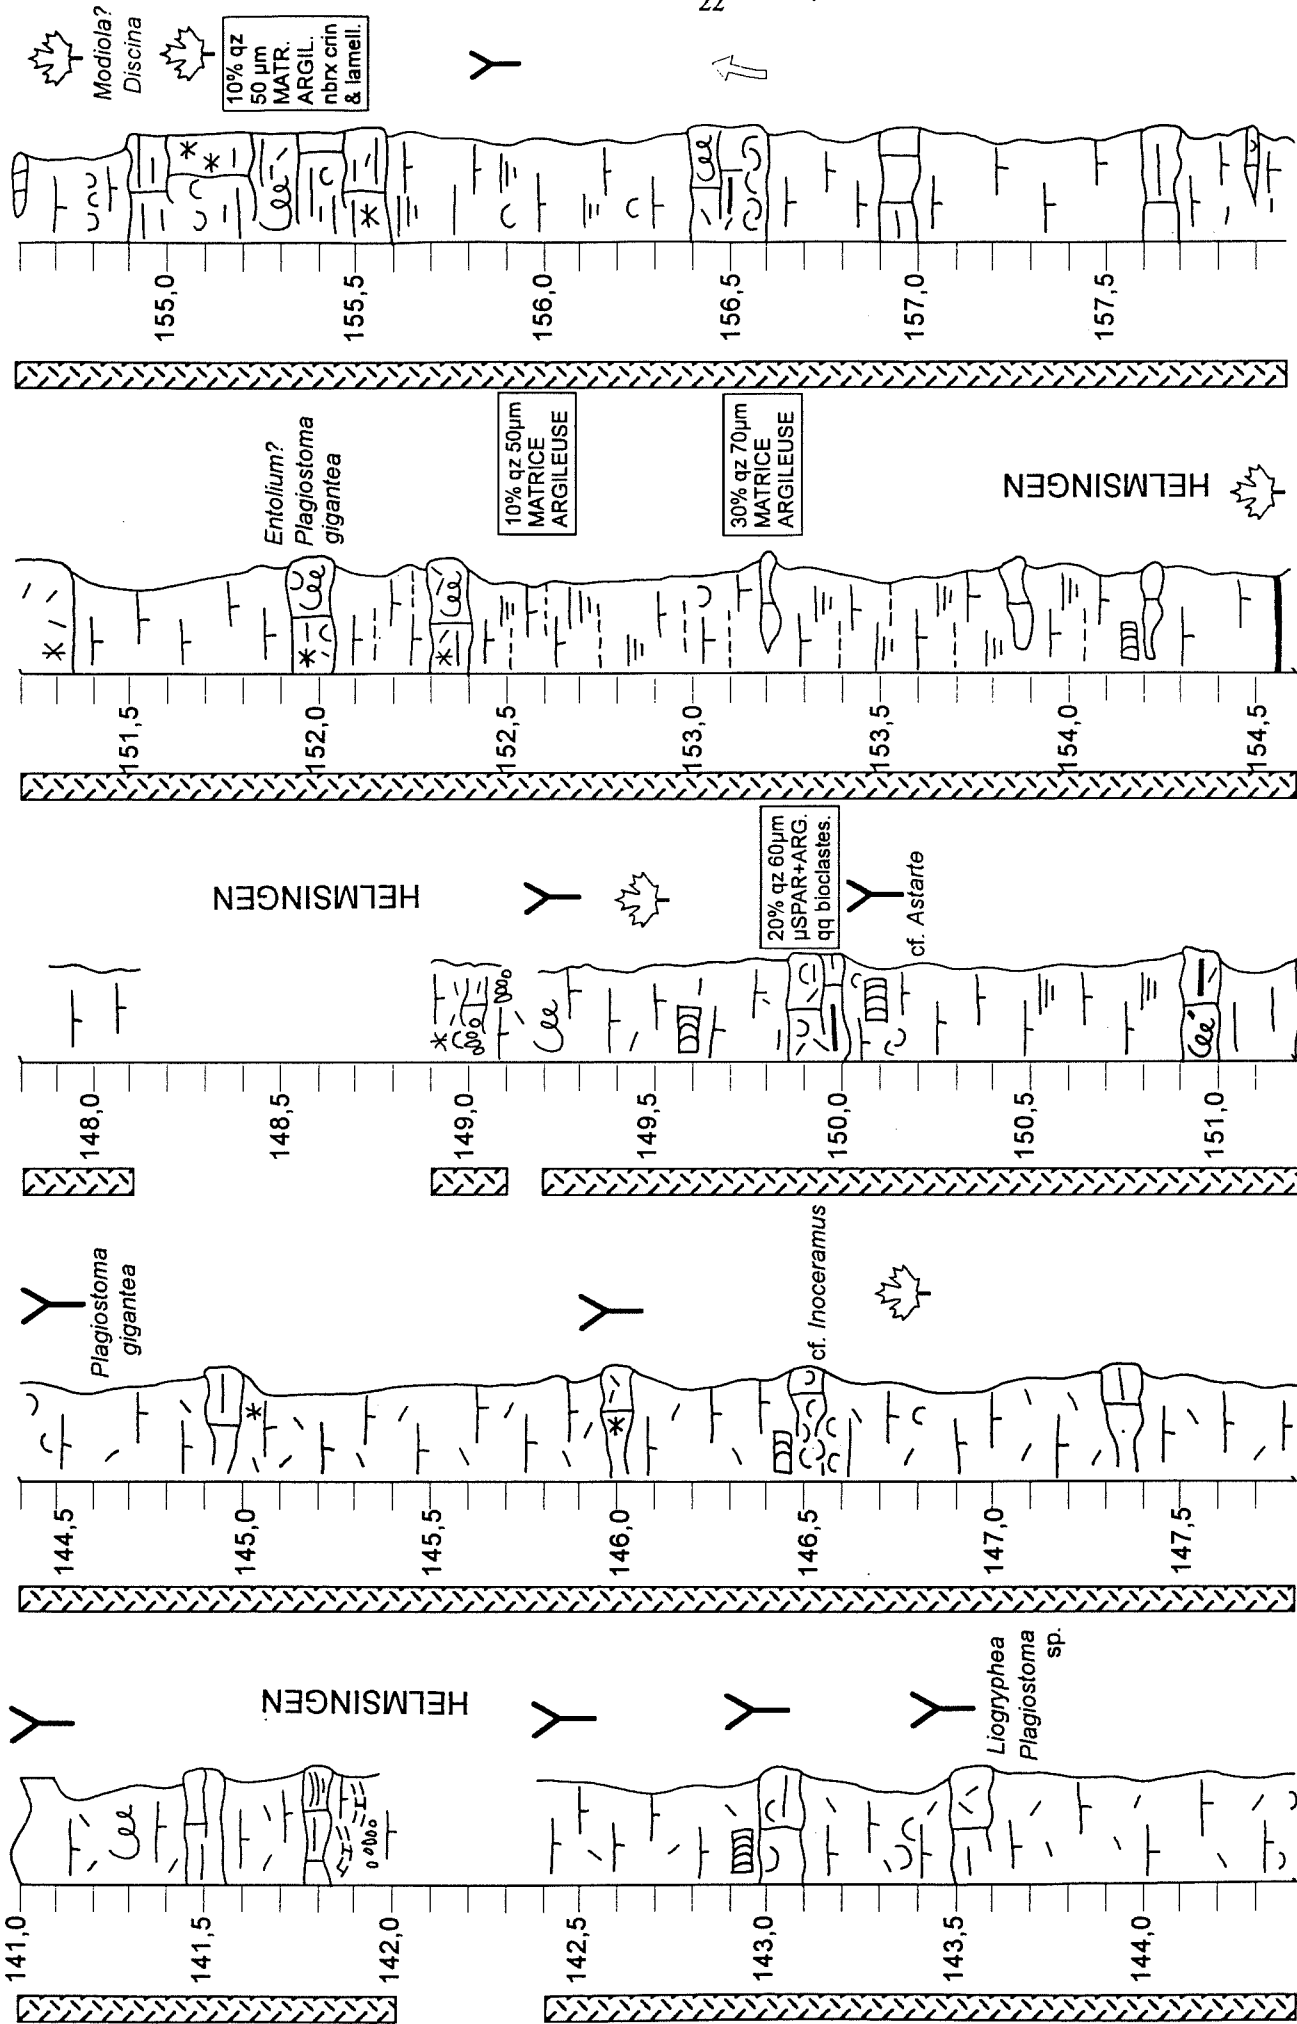 77
141,0
141,5
142,0
142,5
143,0
143,5
144,0
HELMSINGEN
Liogryphea
Plagiostoma
sp.
144,5
145,0
145,5
146,0
146,5
147,0
147,5
Plagiostoma
gigantea
cf. Inoceramus
148,0
148,5
149,0
149,5
150,0
150,5
151,0
HELMSINGEN
20% qz 60µm
µSPAR+ARG.
qq bioclastes.
cf. Astarte
151,5
152,0
152,5
153,0
153,5
154,0
154,5
Entolium?
Plagiostoma
gigantea
10% qz 50µm
MATRICE
ARGILEUSE
30% qz 70µm
MATRICE
ARGILEUSE
HELMSINGEN
155,0
155,5
156,0
156,5
157,0
157,5
Modiola?
Discina
10% qz
50 µm
MATR.
ARGIL.
nbrx crin
& lamell.